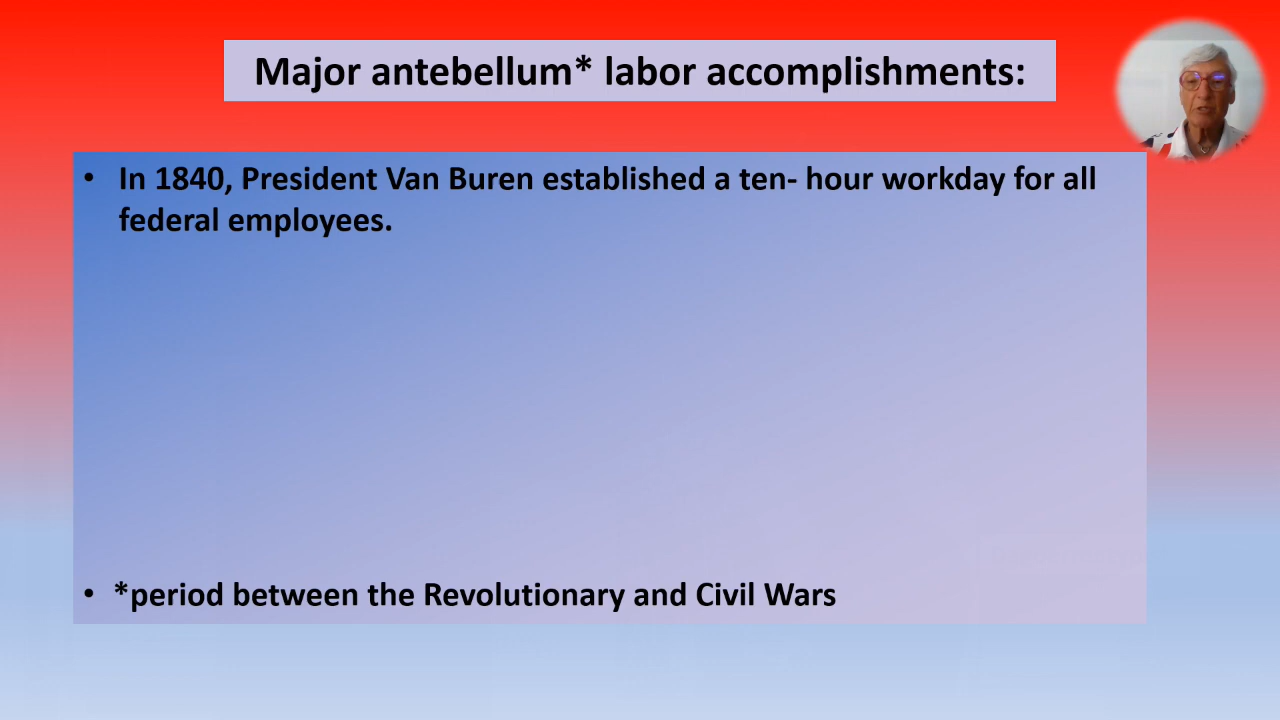 Major antebellum* labor accomplishments:
• In 1840, President Van Buren established a ten- hour workday for all
federal employees.
• *period between the Revolutionary and Civil Wars